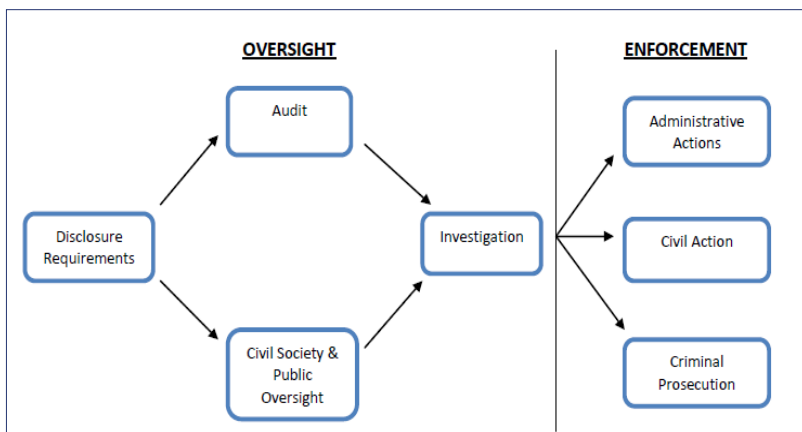 OVERSIGHT
ENFORCEMENT
Audit
Administrative
Actions
Disclosure
Requirements
Investigation
Civil Action
Civil Society &
Public
Oversight
Criminal
Prosecution